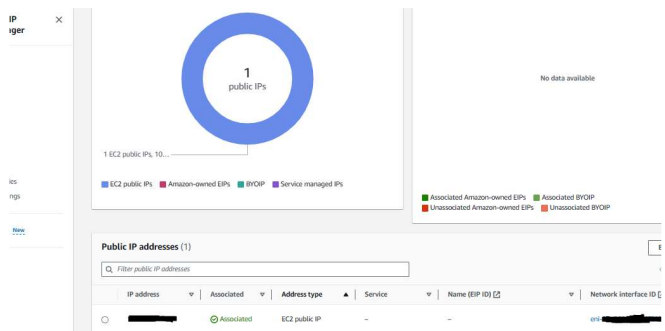 IP
ager
1
public IPs
1 EC2 public IPs, 10...
EC2 public IPs Amazon-owned EIPs BYOIP Service managed IPs
No data available
Associated Amazon-owned EIPs Associated BYOIP
Unassociated Amazon-owned EIPs Unassociated BYOIP
ies
ngs
New
Public IP addresses (1)
Filter public IP addresses
IP address Associated Address type Service Name (EIP ID) Network interface ID
Associated EC2 public IP - - eni-